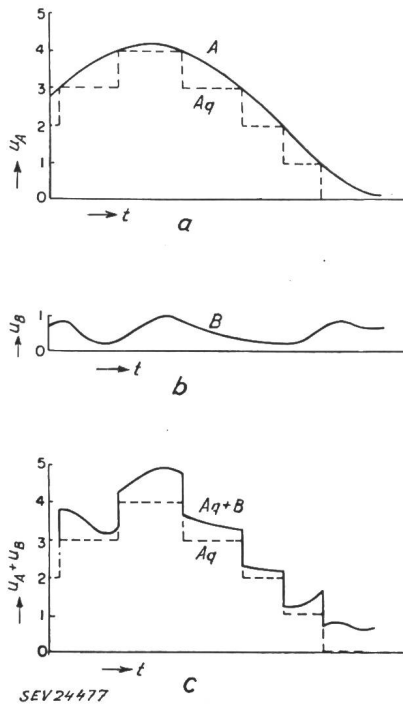 5
4
3
2
1
0
→ u_A
A
Aq
→ t
a
1
0
→ u_B
B
→ t
b
5
4
3
2
1
0
→ u_A + u_B
Aq+B
Aq
→ t
c
SEV24477